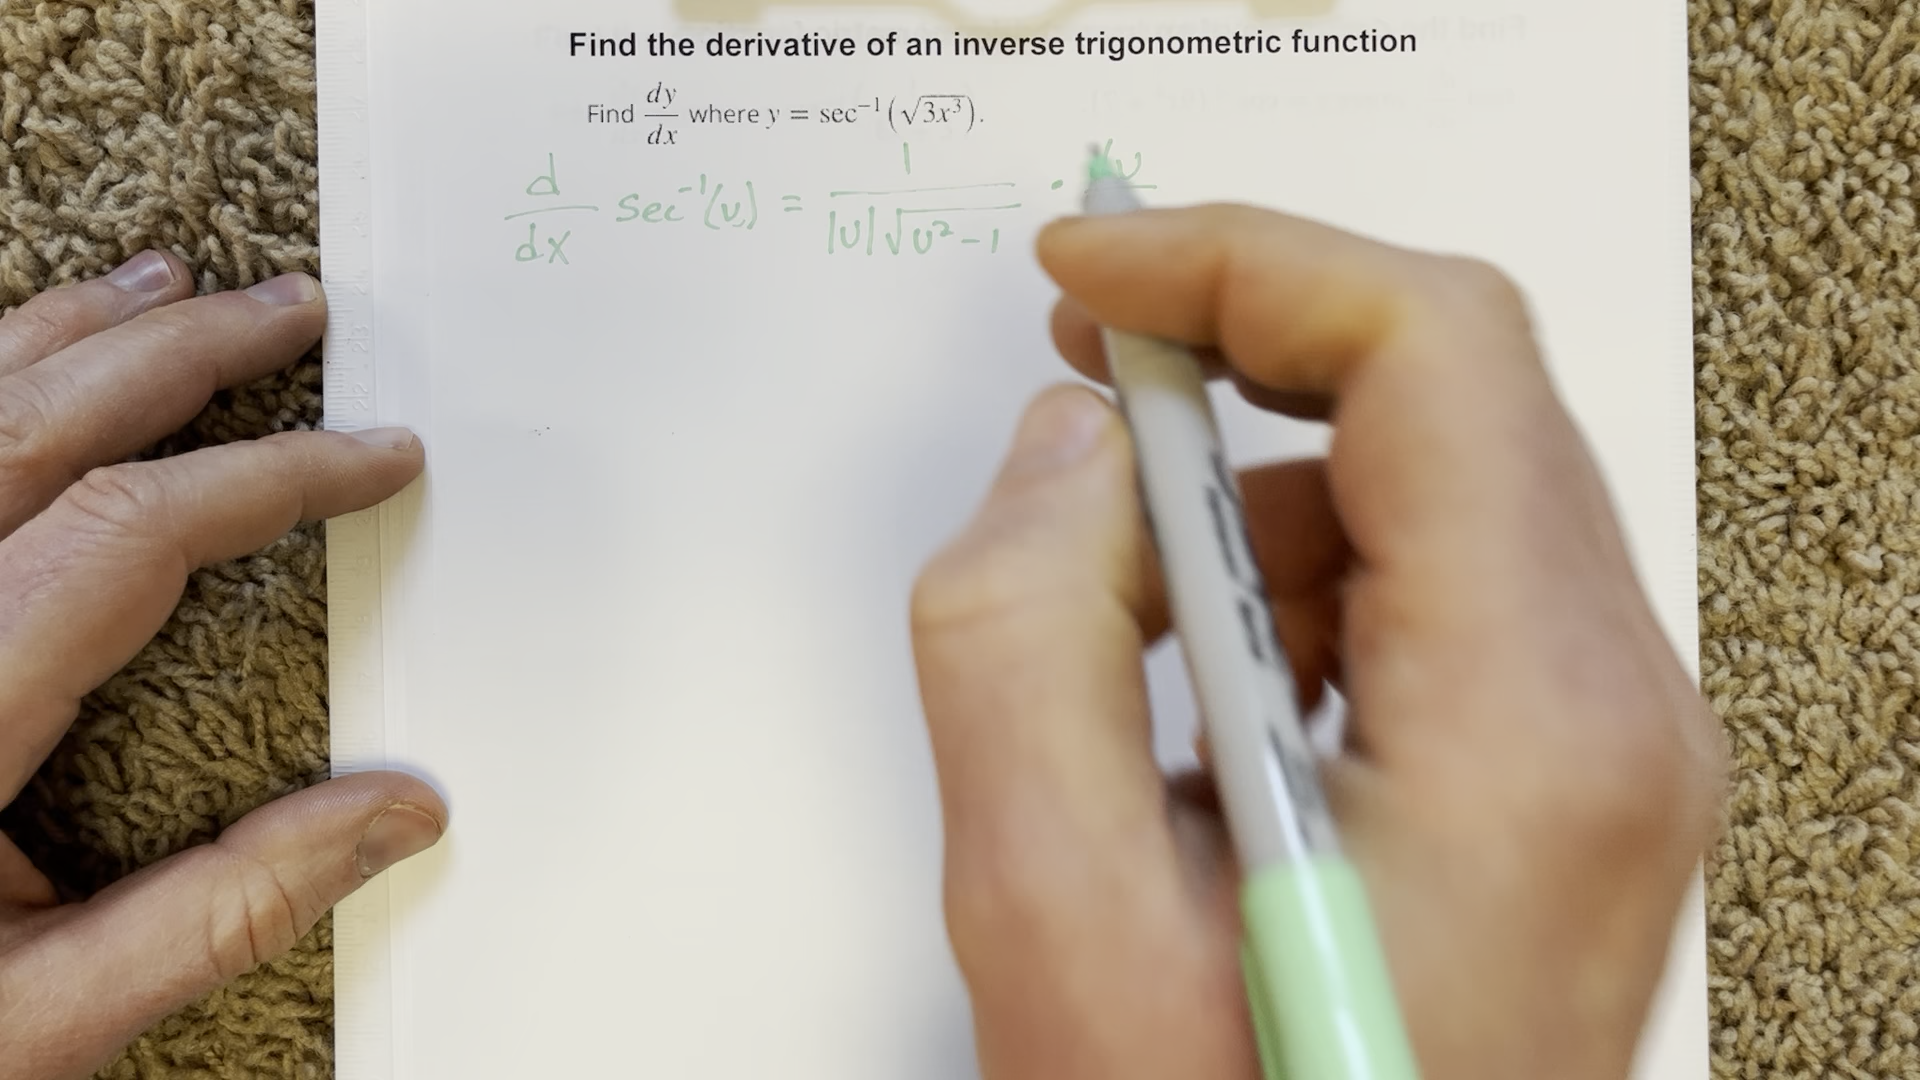 Find the derivative of an inverse trigonometric function
Find dy/dx where y = sec⁻¹(√(3x³)).
d/dx sec⁻¹(u) = 1/(|u|√(u²-1)) ·